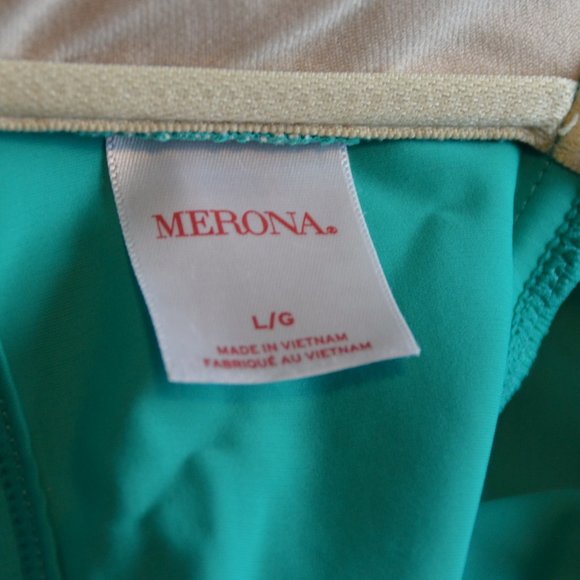 MERONA®
L/G
MADE IN VIETNAM
FABRIQUÉ AU VIETNAM